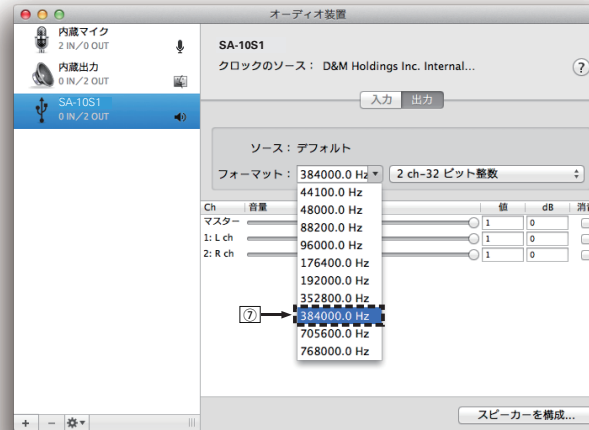 オーディオ装置
内蔵マイク
2 IN/0 OUT
内蔵出力
0 IN/2 OUT
SA-10S1
0 IN/2 OUT
SA-10S1
クロックのソース： D&M Holdings Inc. Internal...
?
入力 出力
ソース：デフォルト
フォーマット： 384000.0 Hz 2 ch-32 ビット整数
44100.0 Hz
48000.0 Hz
88200.0 Hz
96000.0 Hz
176400.0 Hz
192000.0 Hz
352800.0 Hz
⑦ 384000.0 Hz
705600.0 Hz
768000.0 Hz
Ch 音量 値 dB
マスター 1 0
1: L ch 1 0
2: R ch 1 0
+ −
スピーカーを構成...